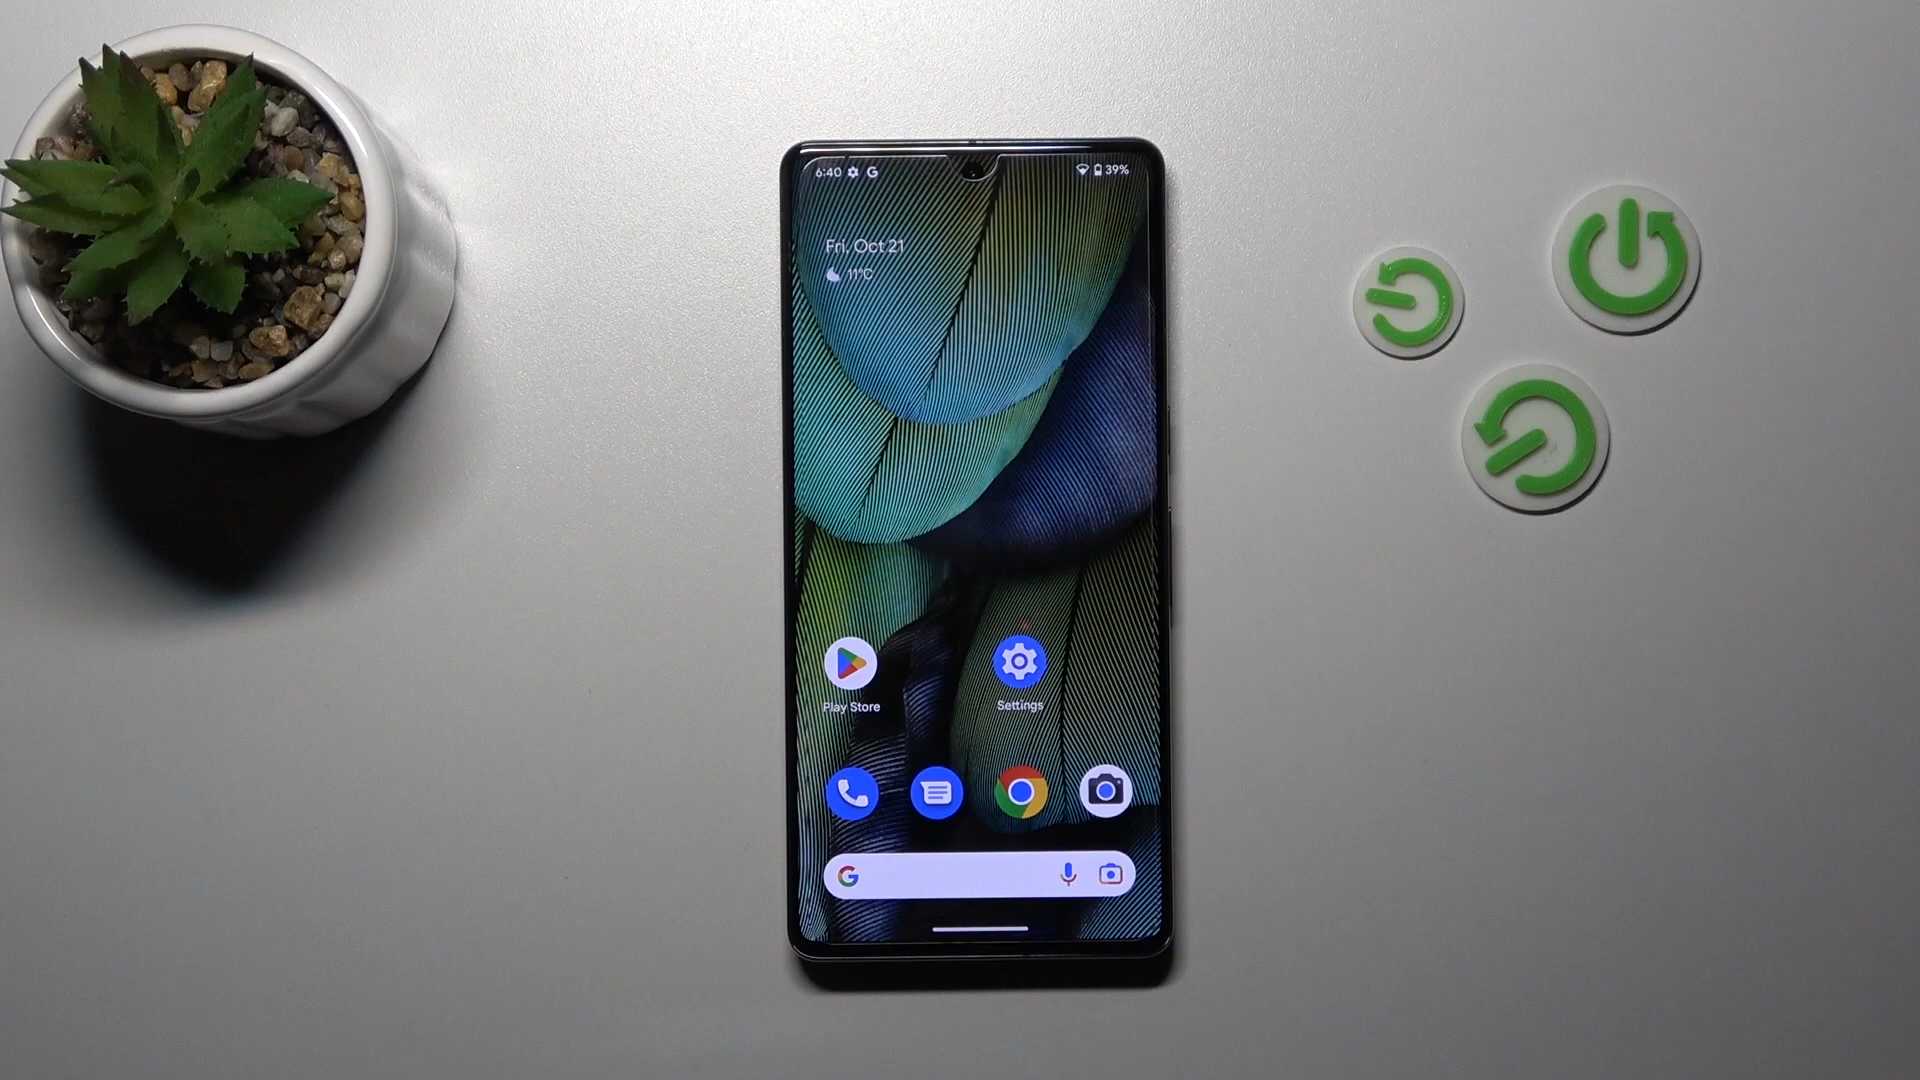 6:40 G 39%
Fri, Oct 21
11°C
Play Store
Settings
G